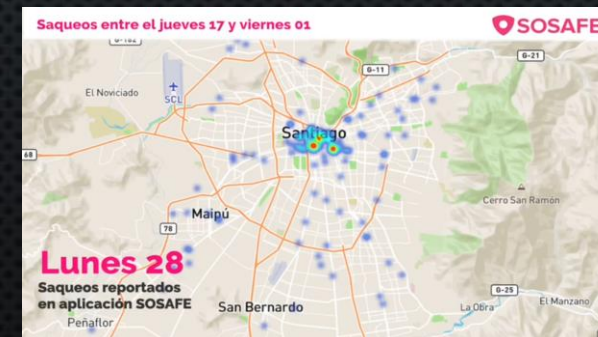 Saqueos entre el jueves 17 y viernes 01
SOSAFE
G-21
G-11
El Noviciado
SCL
Santiago
68
Cerro San Ramón
Maipú
78
Lunes 28
Saqueos reportados
en aplicación SOSAFE
G-25
San Bernardo
La Obra
El Manzano
Peñaflor